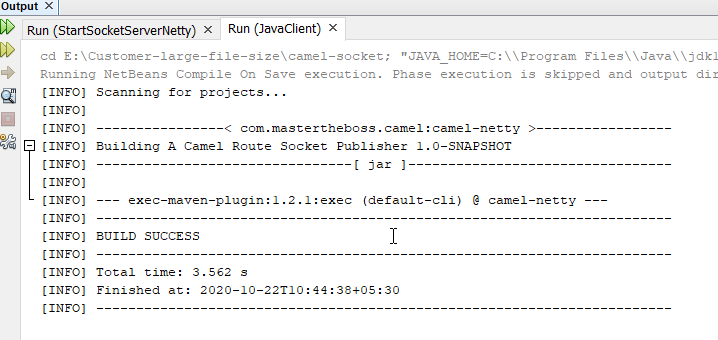 Output ×
Run (StartSocketServerNetty) × Run (JavaClient) ×
cd E:\Customer-large-file-size\camel-socket; "JAVA_HOME=C:\\Program Files\\Java\\jdk1
Running NetBeans Compile On Save execution. Phase execution is skipped and output dir
[INFO] Scanning for projects...
[INFO]
[INFO] ----------------< com.mastertheboss.camel:camel-netty >-----------------
[INFO] Building A Camel Route Socket Publisher 1.0-SNAPSHOT
[INFO] --------------------------------[ jar ]---------------------------------
[INFO]
[INFO] --- exec-maven-plugin:1.2.1:exec (default-cli) @ camel-netty ---
[INFO] ------------------------------------------------------------------------
[INFO] BUILD SUCCESS
[INFO] ------------------------------------------------------------------------
[INFO] Total time: 3.562 s
[INFO] Finished at: 2020-10-22T10:44:38+05:30
[INFO] ------------------------------------------------------------------------